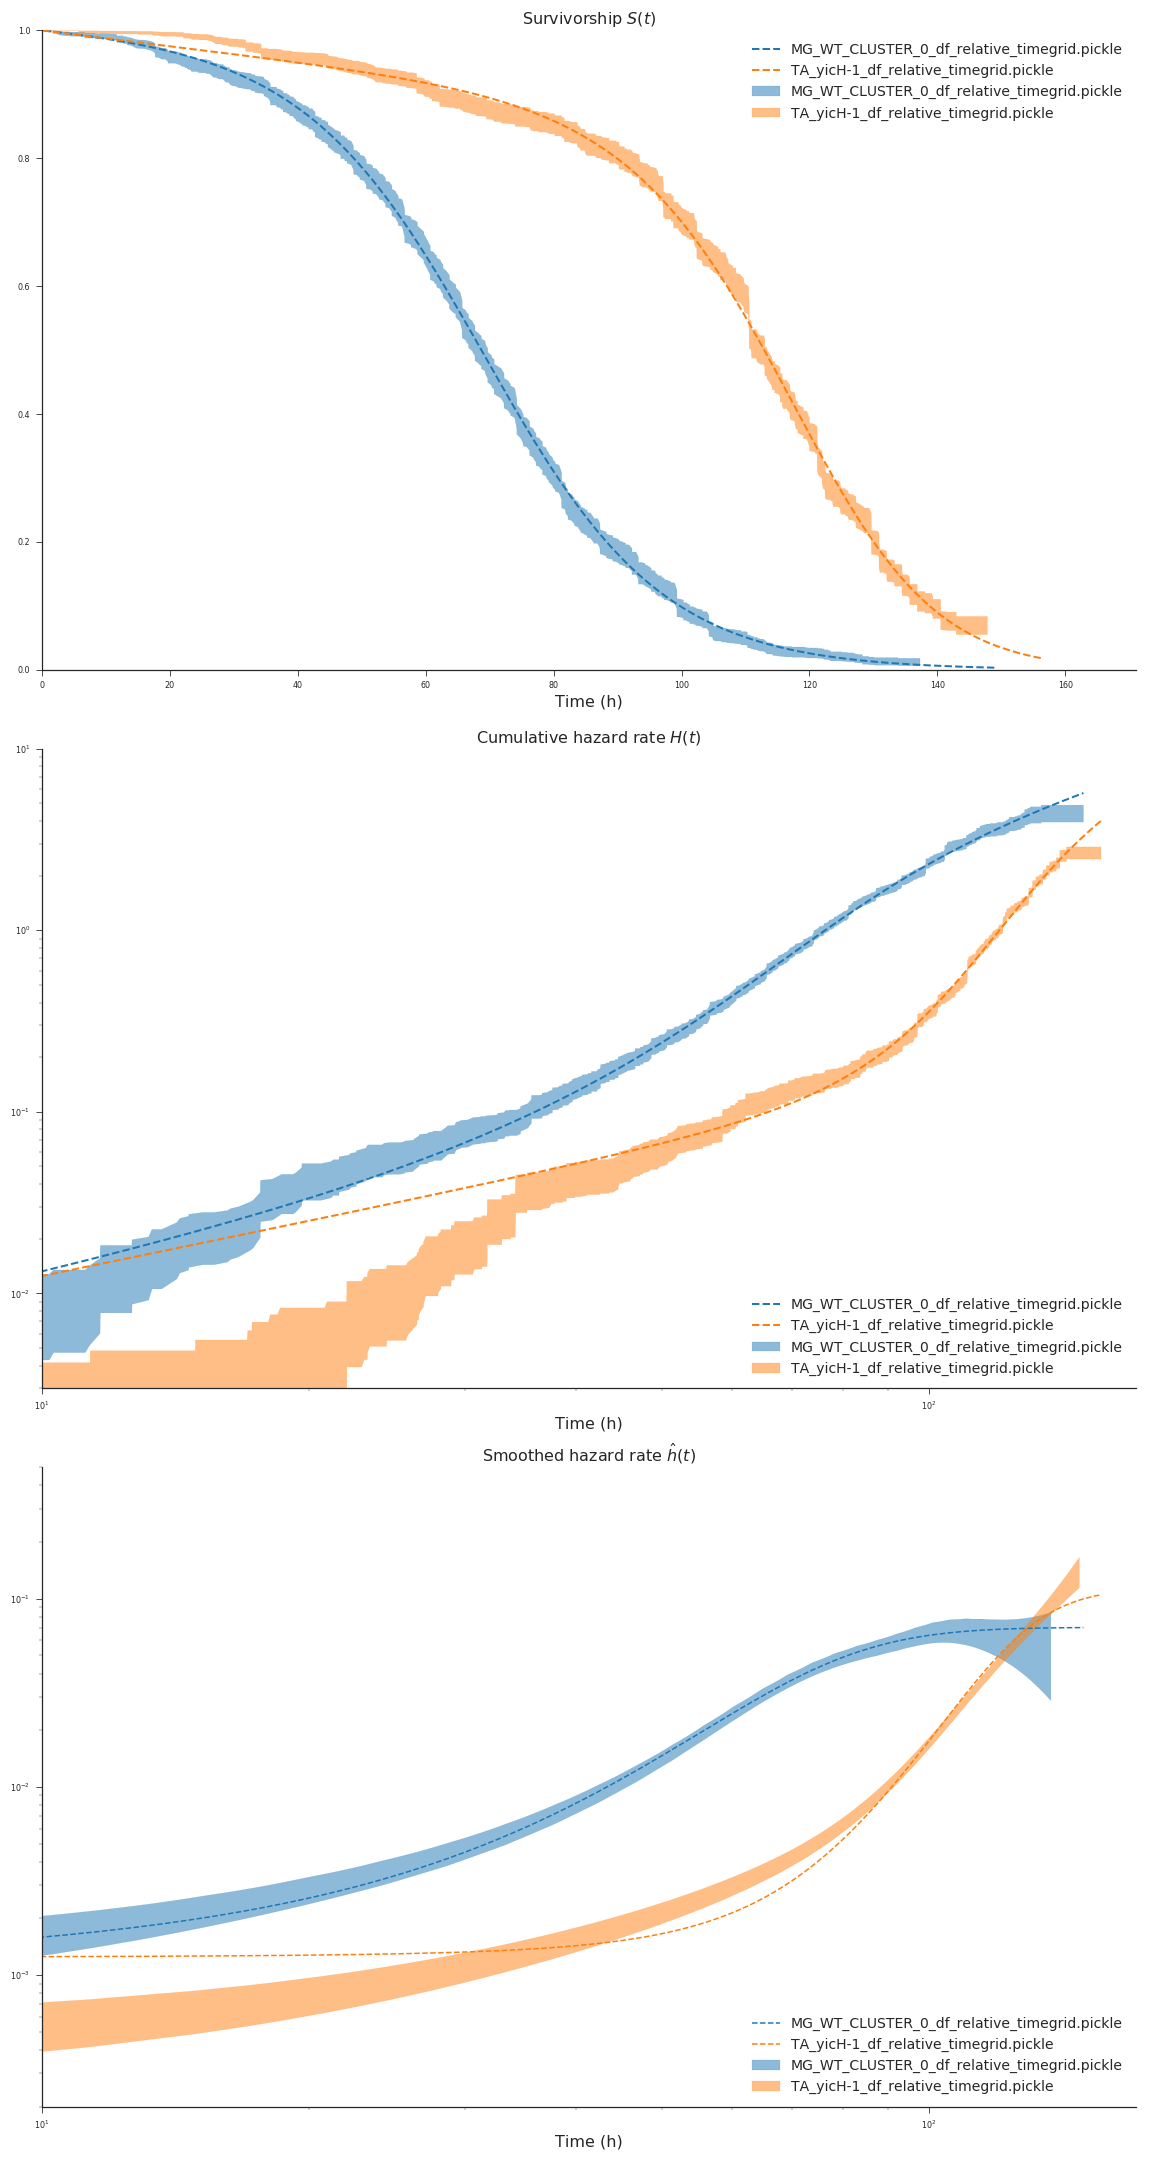 Survivorship S(t)
1.0
0.8
0.6
0.4
0.2
0.0
MG_WT_CLUSTER_0_df_relative_timegrid.pickle
TA_yicH-1_df_relative_timegrid.pickle
MG_WT_CLUSTER_0_df_relative_timegrid.pickle
TA_yicH-1_df_relative_timegrid.pickle
0 20 40 60 80 100 120 140 160
Time (h)
Cumulative hazard rate H(t)
10¹
10⁰
10⁻¹
10⁻²
MG_WT_CLUSTER_0_df_relative_timegrid.pickle
TA_yicH-1_df_relative_timegrid.pickle
MG_WT_CLUSTER_0_df_relative_timegrid.pickle
TA_yicH-1_df_relative_timegrid.pickle
10¹ 10²
Time (h)
Smoothed hazard rate ĥ(t)
10⁻¹
10⁻²
10⁻³
MG_WT_CLUSTER_0_df_relative_timegrid.pickle
TA_yicH-1_df_relative_timegrid.pickle
MG_WT_CLUSTER_0_df_relative_timegrid.pickle
TA_yicH-1_df_relative_timegrid.pickle
10¹ 10²
Time (h)